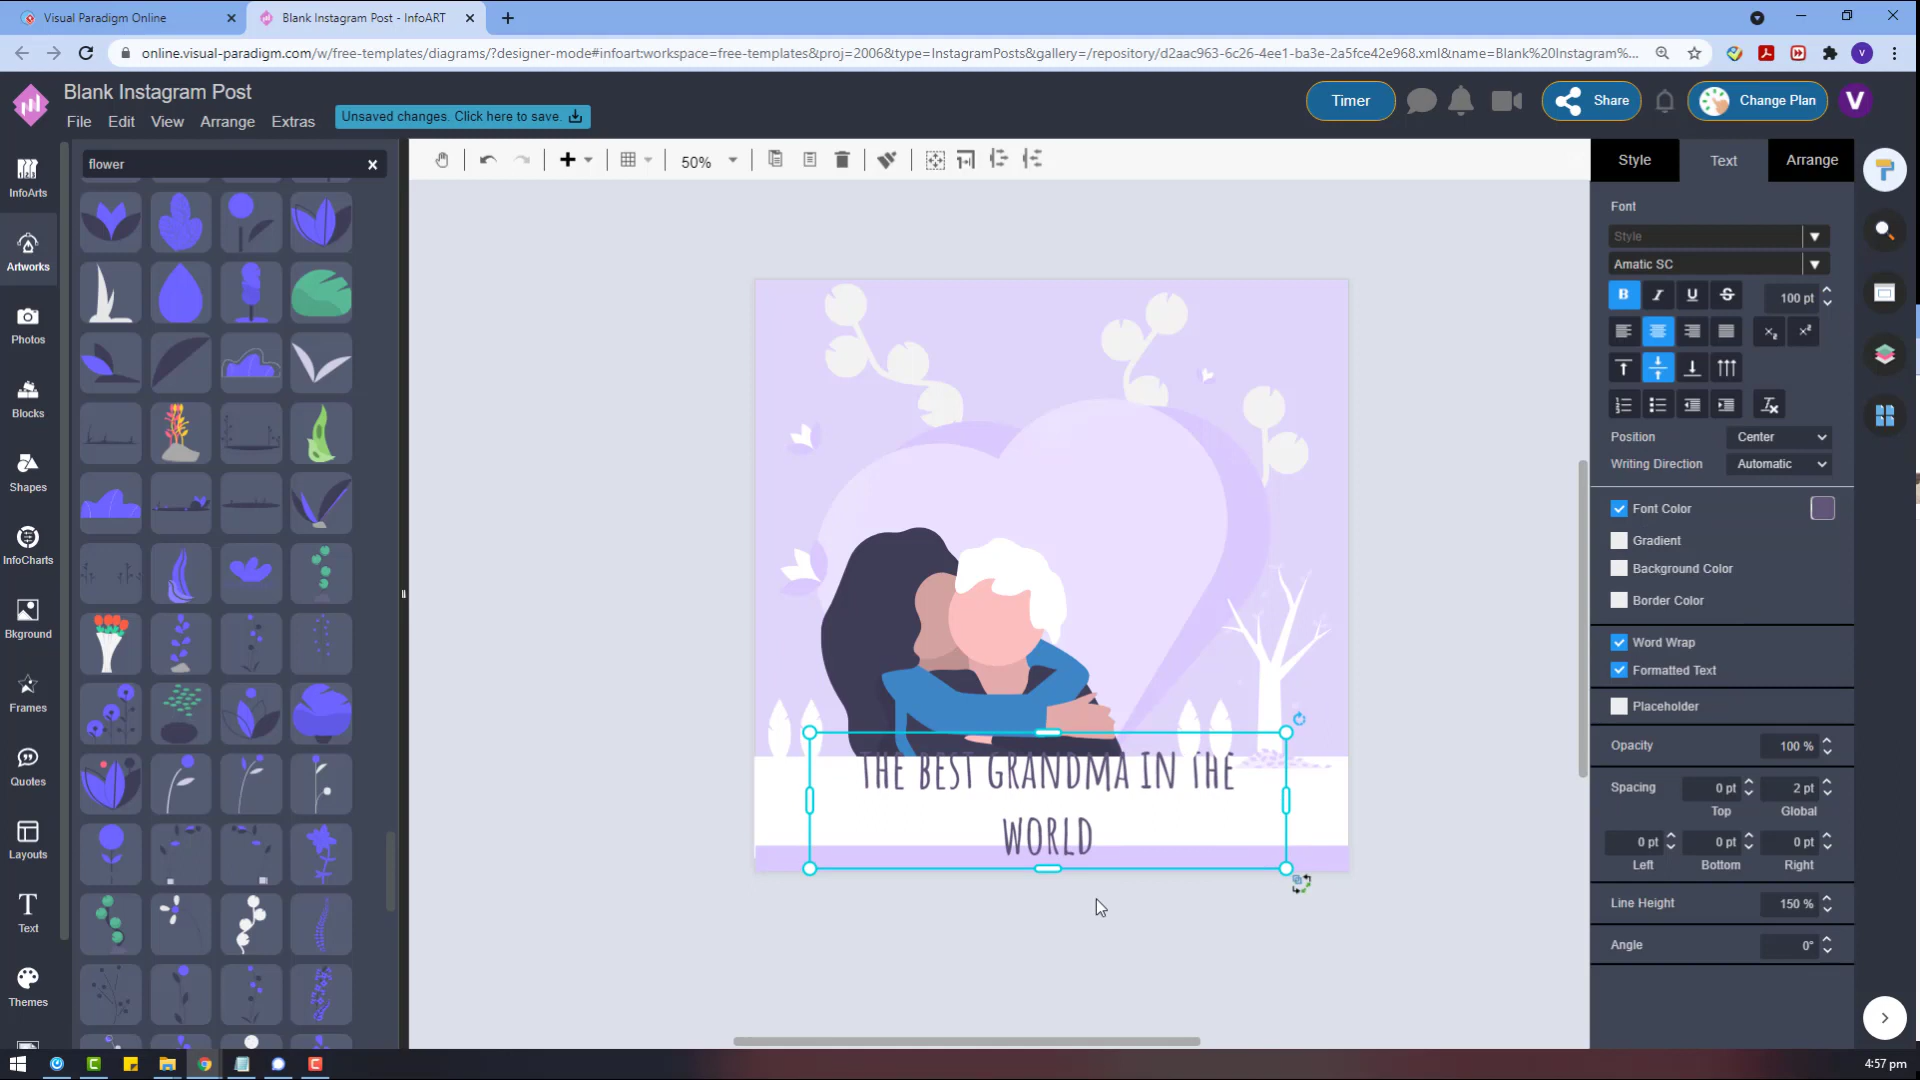 Visual Paradigm Online
Blank Instagram Post - InfoART
online.visual-paradigm.com/w/free-templates/diagrams/?designer-mode#infoart:workspace=free-templates&proj=2006&type=InstagramPosts&gallery=/repository/d2aac963-6c26-4ee1-ba3e-2a5fce42e968.xml&name=Blank%20Instagram%...
V
Blank Instagram Post
File Edit View Arrange Extras
Unsaved changes. Click here to save.
Timer
Share
Change Plan
V
InfoArts
Artworks
Photos
Blocks
Shapes
InfoCharts
Bkground
Frames
Quotes
Layouts
Text
Themes
flower
50%
THE BEST GRANDMA IN THE
WORLD
Style Text Arrange
Font
Style
Amatic SC
B I U S 100 pt
Position Center
Writing Direction Automatic
Font Color
Gradient
Background Color
Border Color
Word Wrap
Formatted Text
Placeholder
Opacity 100 %
Spacing 0 pt 2 pt
Top Global
0 pt 0 pt 0 pt
Left Bottom Right
Line Height 150 %
Angle 0°
4:57 pm